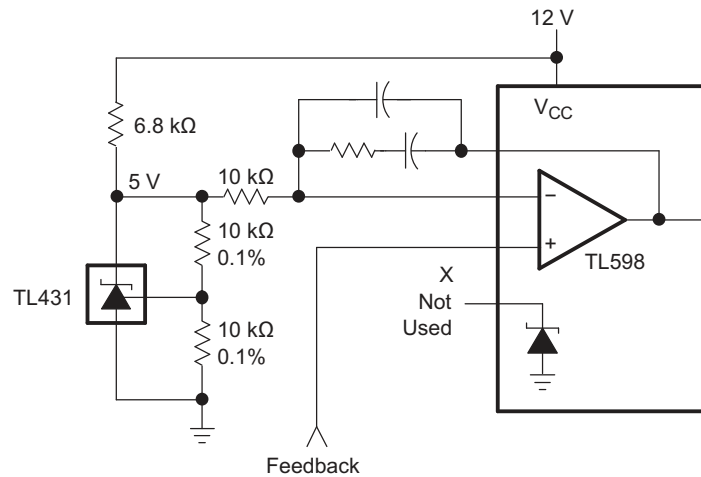 12 V
V_CC
6.8 kΩ
5 V
10 kΩ
10 kΩ
0.1%
−
+
TL598
TL431
X
Not
Used
10 kΩ
0.1%
Feedback